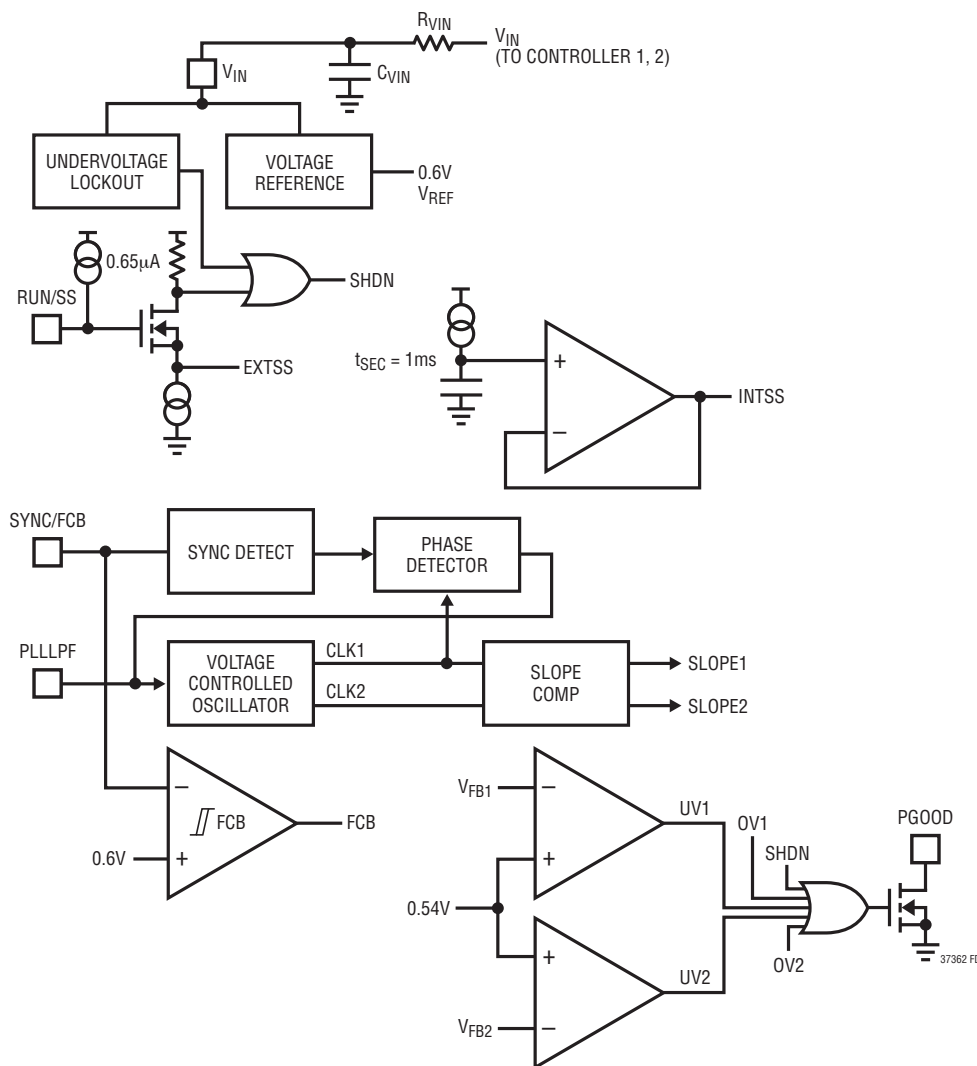 RVIN
VIN
(TO CONTROLLER 1, 2)
VIN
CVIN
UNDERVOLTAGE
LOCKOUT
VOLTAGE
REFERENCE
0.6V
VREF
0.65μA
SHDN
RUN/SS
EXTSS
tSEC = 1ms
+
–
INTSS
SYNC/FCB
SYNC DETECT
PHASE
DETECTOR
PLLLPF
VOLTAGE
CONTROLLED
OSCILLATOR
CLK1
CLK2
SLOPE
COMP
SLOPE1
SLOPE2
–
FCB
+
FCB
0.6V
VFB1
–
+
UV1
0.54V
+
–
UV2
VFB2
OV1
SHDN
OV2
PGOOD
37362 F